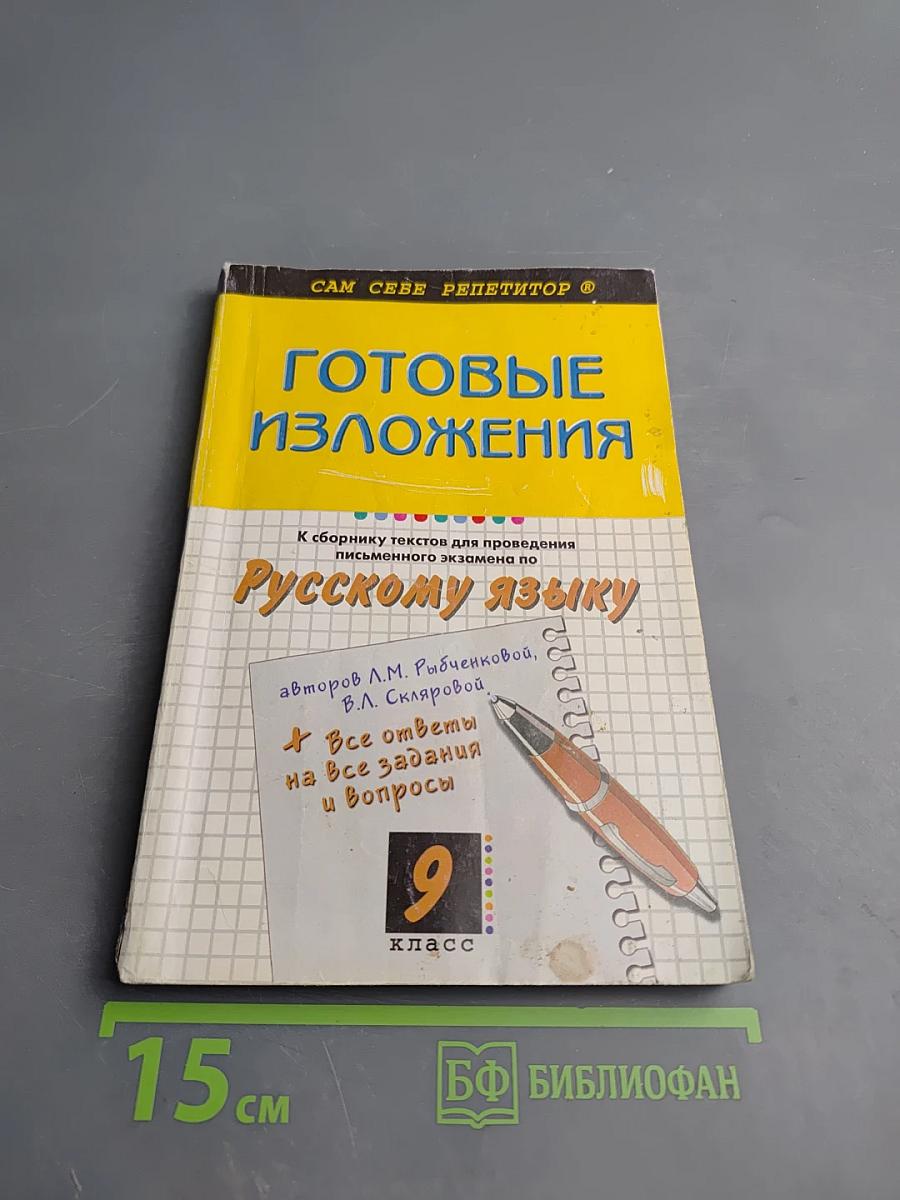 САМ СЕБЕ РЕПЕТИТОР ®
ГОТОВЫЕ
ИЗЛОЖЕНИЯ
К сборнику текстов для проведения
письменного экзамена по
Русскому языку
авторов Л.М. Рыбченковой,
В.Л. Скляровой.
+ Все ответы
на все задания
и вопросы
9
класс
15 см
БФ БИБЛИОФАН